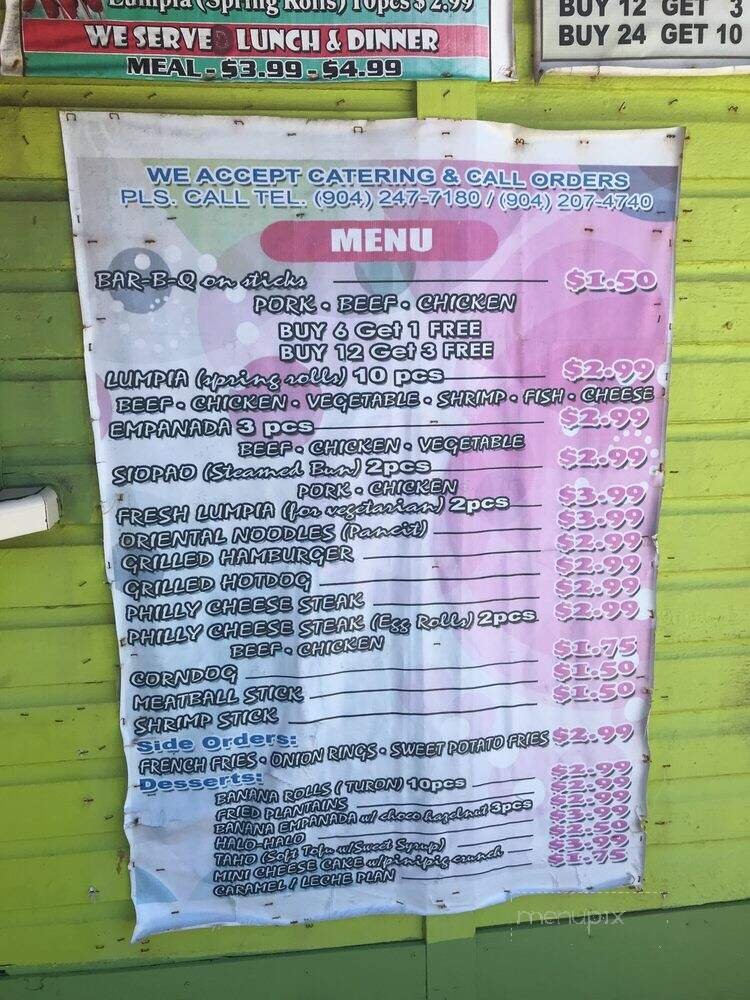 Lumpia (Spring Rolls) 10pcs $2.99
WE SERVED LUNCH & DINNER
MEAL - $3.99 - $4.99
BUY 12 GET 3
BUY 24 GET 10
WE ACCEPT CATERING & CALL ORDERS
PLS. CALL TEL. (904) 247-7180 / (904) 207-4740
MENU
BAR-B-Q on sticks $1.50
PORK • BEEF • CHICKEN
BUY 6 Get 1 FREE
BUY 12 Get 3 FREE
LUMPIA (spring rolls) 10 pcs $2.99
BEEF • CHICKEN • VEGETABLE • SHRIMP • FISH • CHEESE
EMPANADA 3 pcs $2.99
BEEF • CHICKEN • VEGETABLE
SIOPAO (Steamed Bun) 2pcs $2.99
PORK • CHICKEN
FRESH LUMPIA (for vegetarian) 2pcs $3.99
ORIENTAL NOODLES (Pancit) $3.99
GRILLED HAMBURGER $2.99
GRILLED HOTDOG $2.99
PHILLY CHEESE STEAK $2.99
PHILLY CHEESE STEAK (Egg Rolls) 2pcs $2.99
BEEF • CHICKEN
CORNDOG $1.75
MEATBALL STICK $1.50
SHRIMP STICK $1.50
Side Orders:
FRENCH FRIES • ONION RINGS • SWEET POTATO FRIES $2.99
Desserts:
BANANA ROLLS ( TURON) 10pcs $2.99
FRIED PLANTAINS $2.99
BANANA EMPANADA w/ choco hazelnut 3pcs $2.99
HALO-HALO $3.99
TAHO (Soft Tofu w/Sweet Syrup) $2.50
MINI CHEESE CAKE w/pinipig crunch $3.99
CARAMEL / LECHE PLAN $1.75
menupix